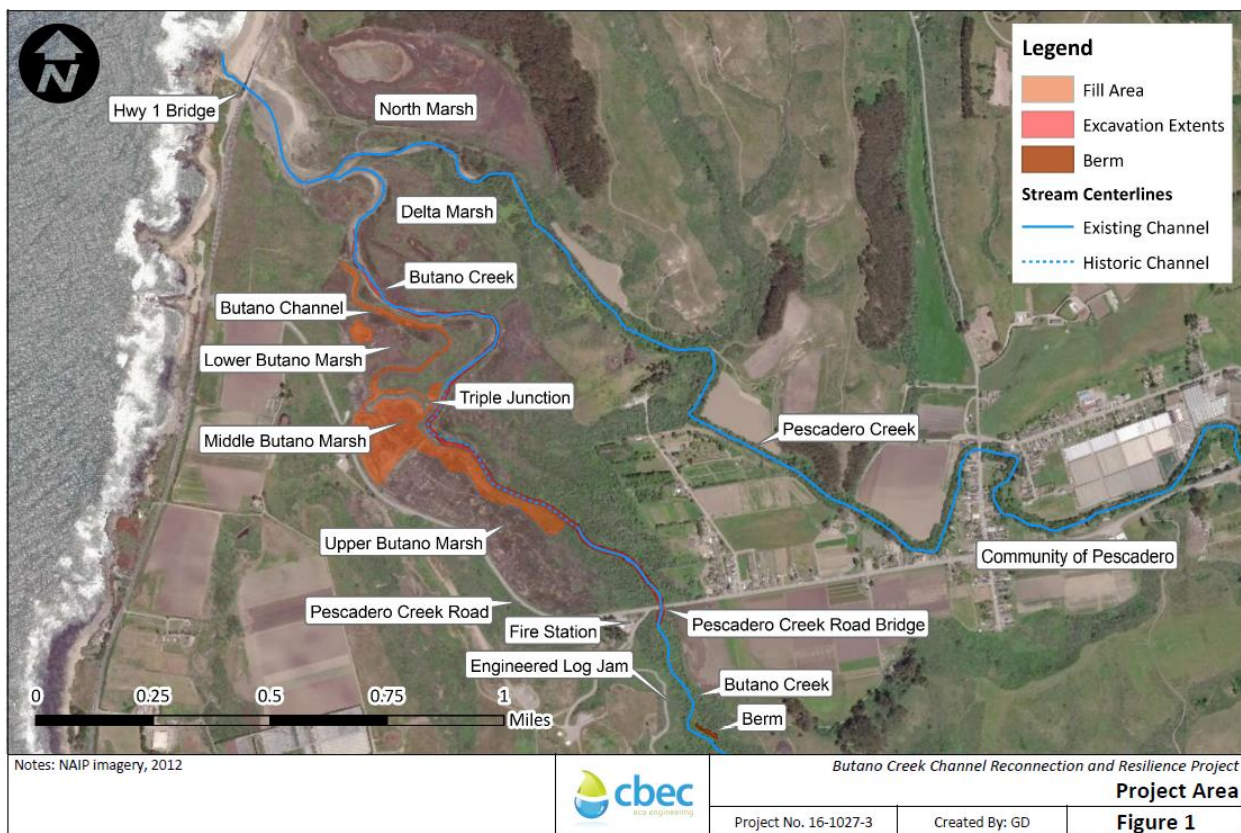 N
Hwy 1 Bridge
North Marsh
Delta Marsh
Butano Creek
Butano Channel
Lower Butano Marsh
Triple Junction
Middle Butano Marsh
Pescadero Creek
Upper Butano Marsh
Community of Pescadero
Pescadero Creek Road
Fire Station
Pescadero Creek Road Bridge
Engineered Log Jam
Butano Creek
Berm
0 0.25 0.5 0.75 1
Miles
Legend
Fill Area
Excavation Extents
Berm
Stream Centerlines
Existing Channel
Historic Channel
Notes: NAIP imagery, 2012
cbec
eco engineering
Butano Creek Channel Reconnection and Resilience Project
Project Area
Project No. 16-1027-3 Created By: GD Figure 1